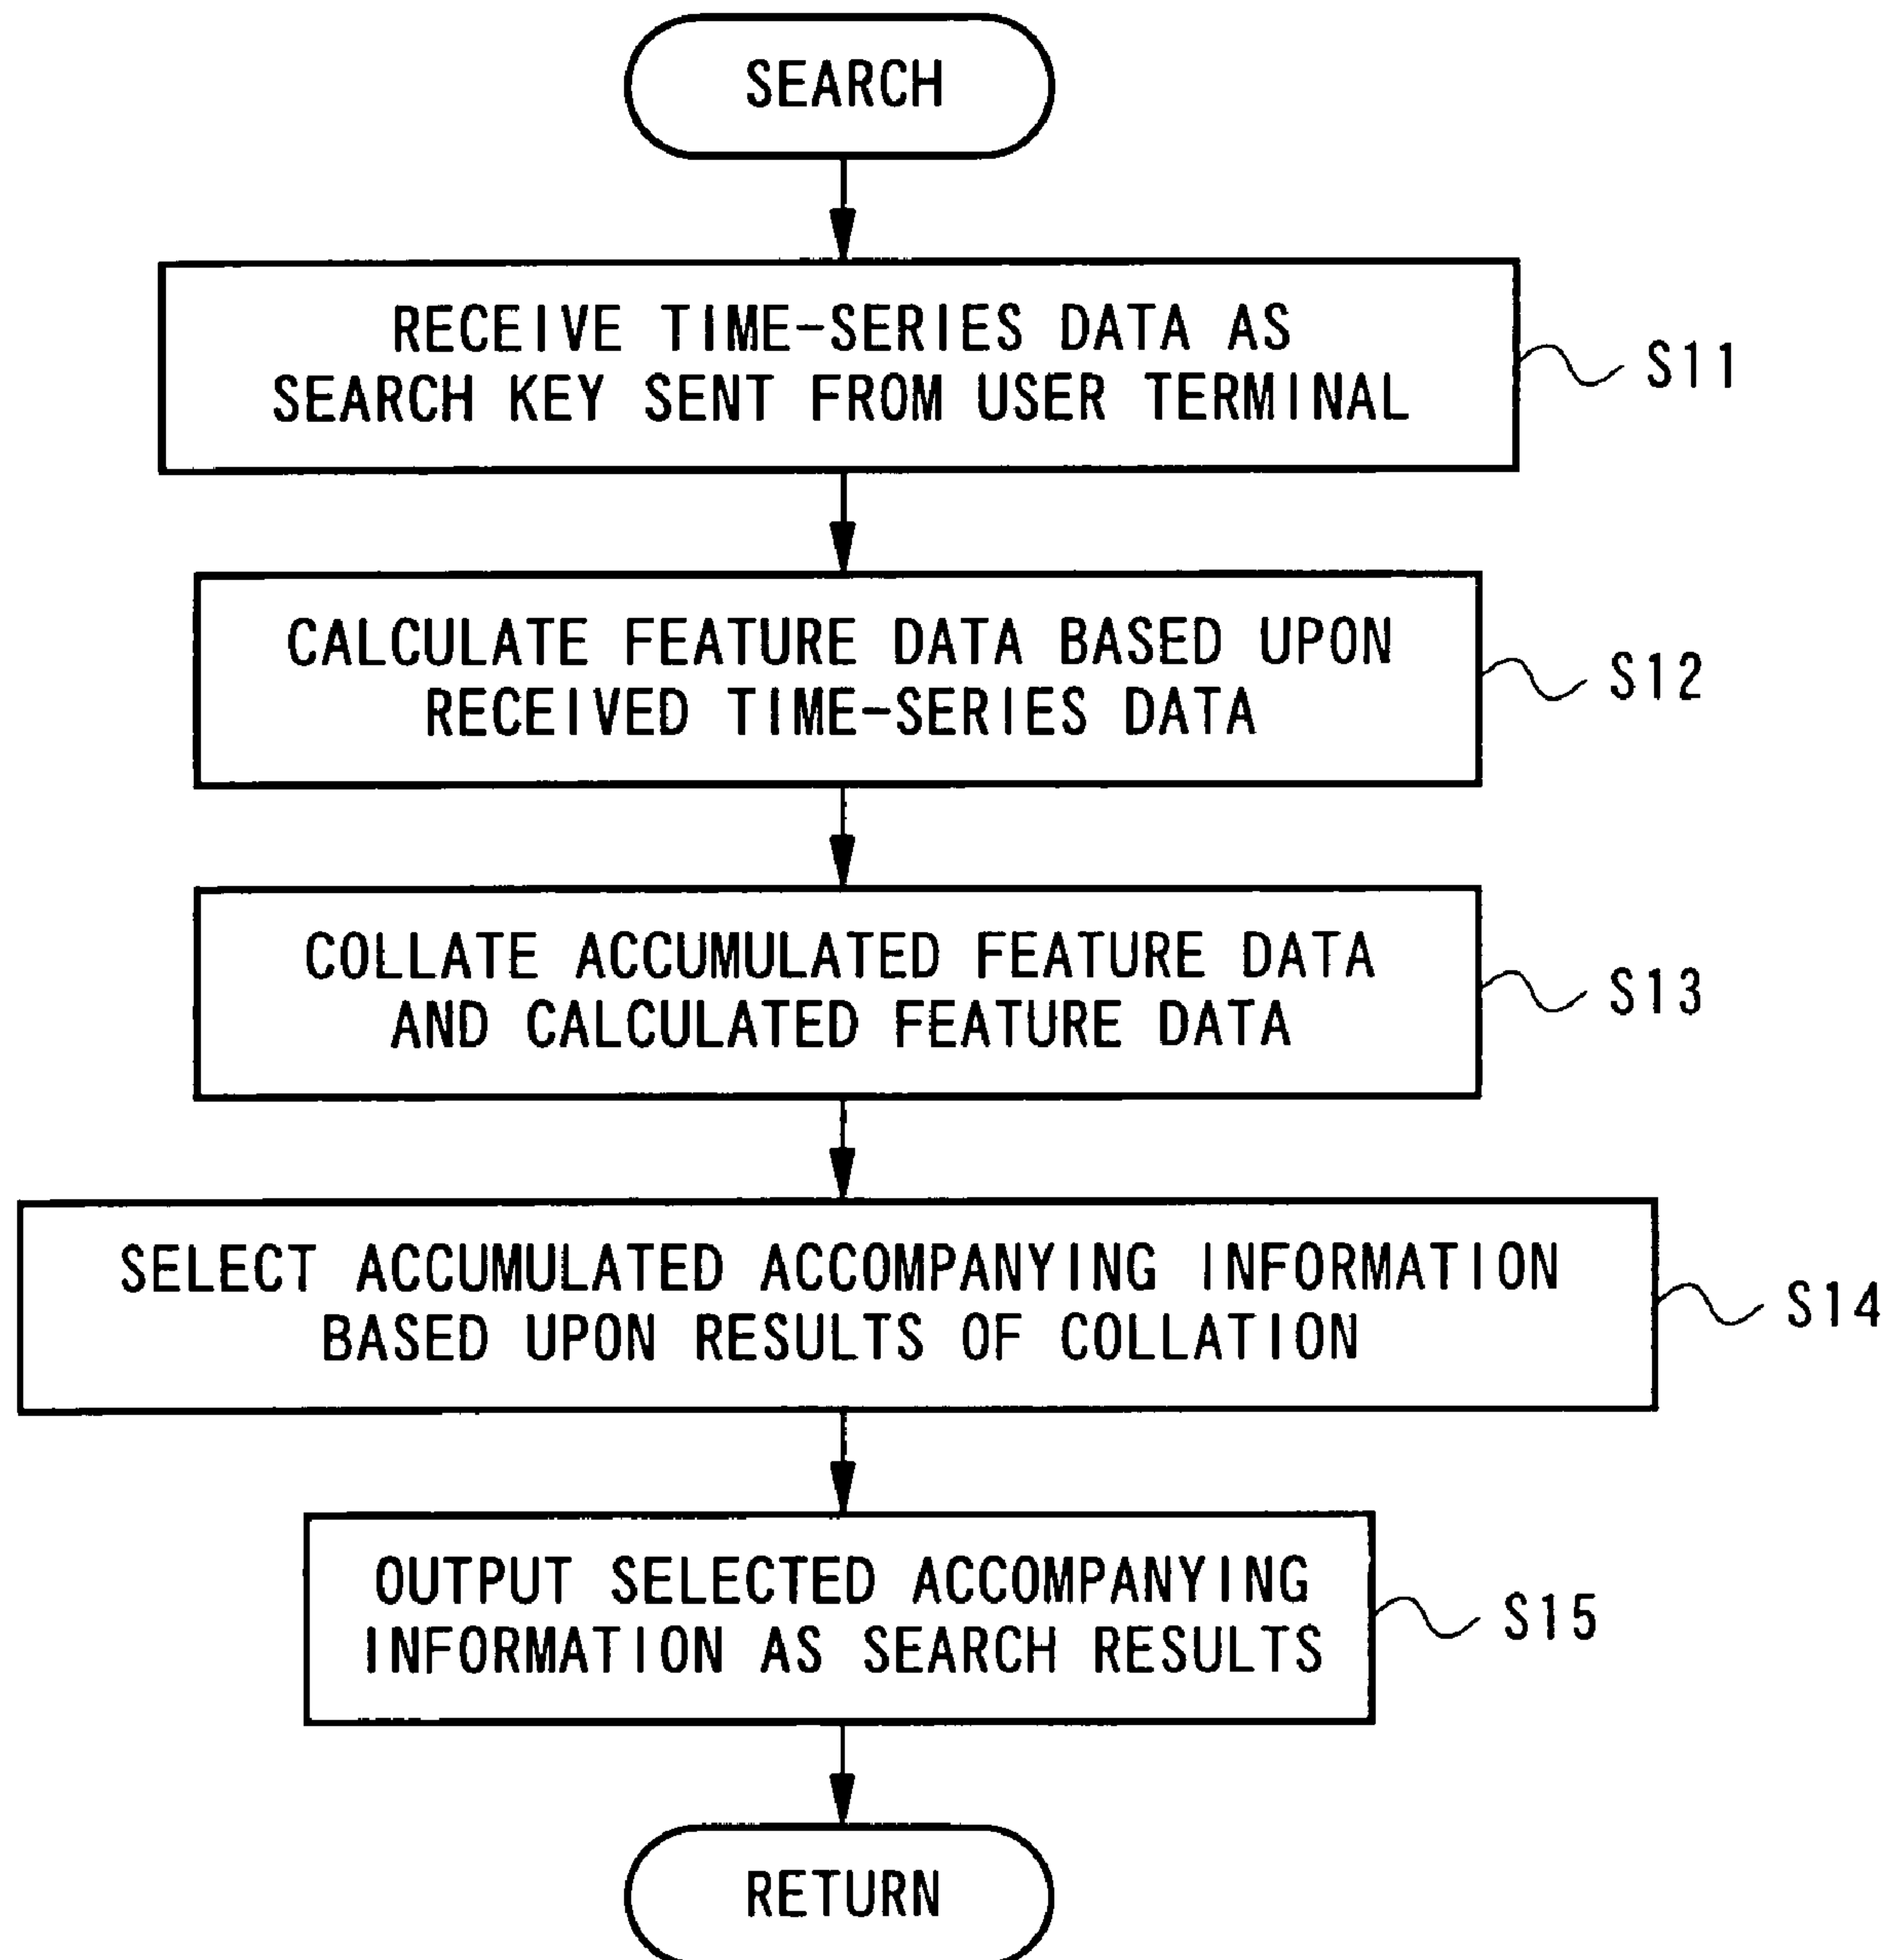 SEARCH
RECEIVE TIME-SERIES DATA AS
SEARCH KEY SENT FROM USER TERMINAL
S11
CALCULATE FEATURE DATA BASED UPON
RECEIVED TIME-SERIES DATA
S12
COLLATE ACCUMULATED FEATURE DATA
AND CALCULATED FEATURE DATA
S13
SELECT ACCUMULATED ACCOMPANYING INFORMATION
BASED UPON RESULTS OF COLLATION
S14
OUTPUT SELECTED ACCOMPANYING
INFORMATION AS SEARCH RESULTS
S15
RETURN